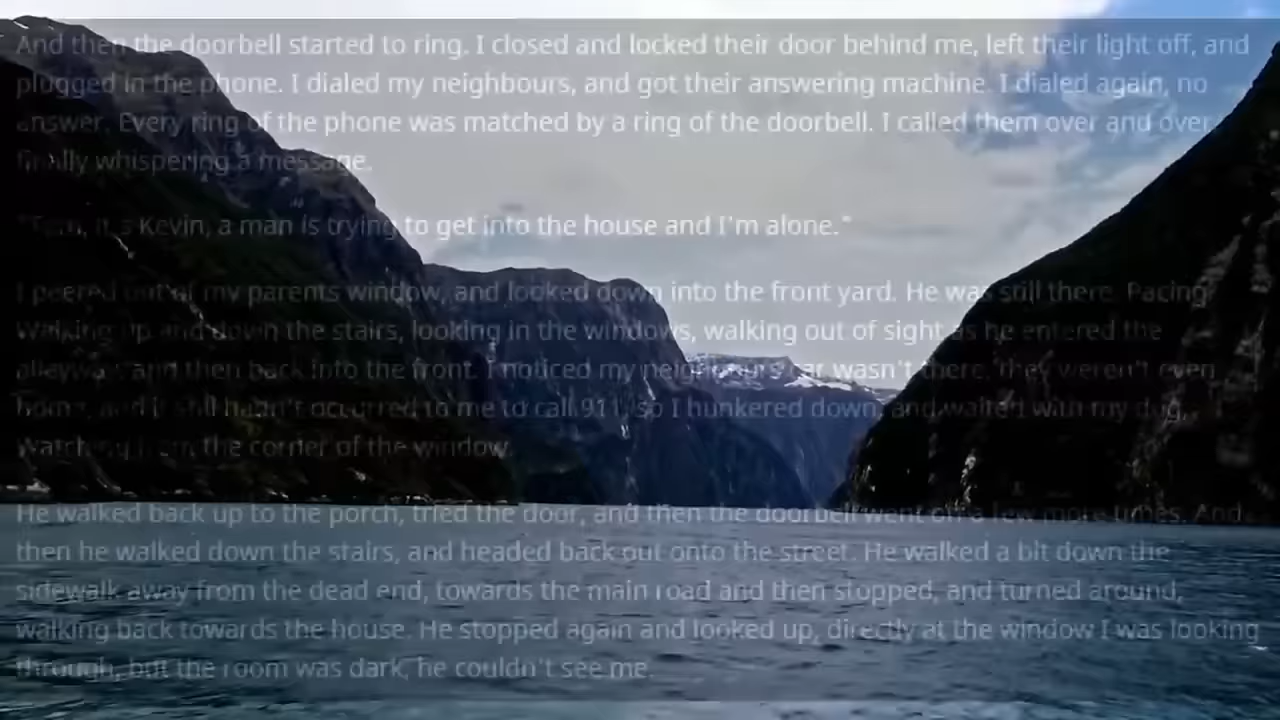 And then the doorbell started to ring. I closed and locked their door behind me, left their light off, and
plugged in the phone. I dialed my neighbours, and got their answering machine. I dialed again, no
answer. Every ring of the phone was matched by a ring of the doorbell. I called them over and over,
finally whispering a message.
"Tom, it's Kevin, a man is trying to get into the house and I'm alone."
I peered out of my parents window, and looked down into the front yard. He was still there. Pacing.
Walking up and down the stairs, looking in the windows, walking out of sight as he entered the
alleyway and then back into the front. I noticed my neighbor's car wasn't there, they weren't even
home, and it still hadn't occurred to me to call 911, so I hunkered down, and waited with my dog,
watching from the corner of the window.
He walked back up to the porch, tried the door, and then the doorbell went off a few more times. And
then he walked down the stairs, and headed back out onto the street. He walked a bit down the
sidewalk away from the dead end, towards the main road and then stopped, and turned around,
walking back towards the house. He stopped again and looked up, directly at the window I was looking
through, but the room was dark, he couldn't see me.